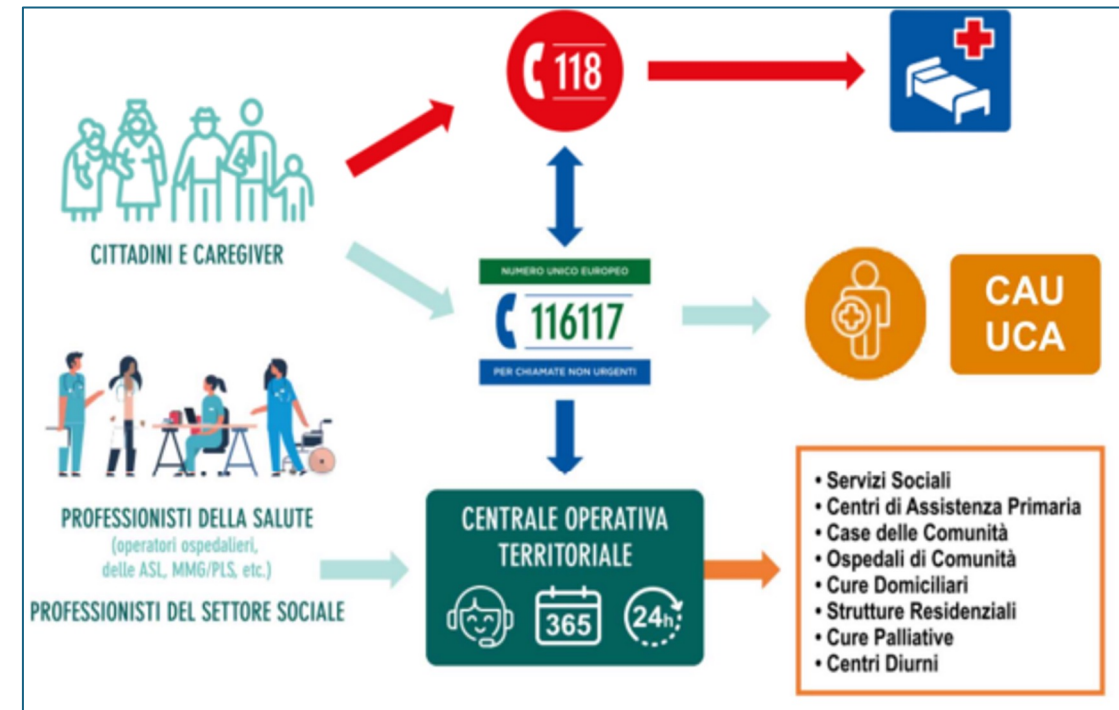 118
CITTADINI E CAREGIVER
NUMERO UNICO EUROPEO
116117
PER CHIAMATE NON URGENTI
CAU
UCA
PROFESSIONISTI DELLA SALUTE
(operatori ospedalieri,
delle ASL, MMG/PLS, etc.)
PROFESSIONISTI DEL SETTORE SOCIALE
CENTRALE OPERATIVA
TERRITORIALE
365
24h
• Servizi Sociali
• Centri di Assistenza Primaria
• Case delle Comunità
• Ospedali di Comunità
• Cure Domiciliari
• Strutture Residenziali
• Cure Palliative
• Centri Diurni